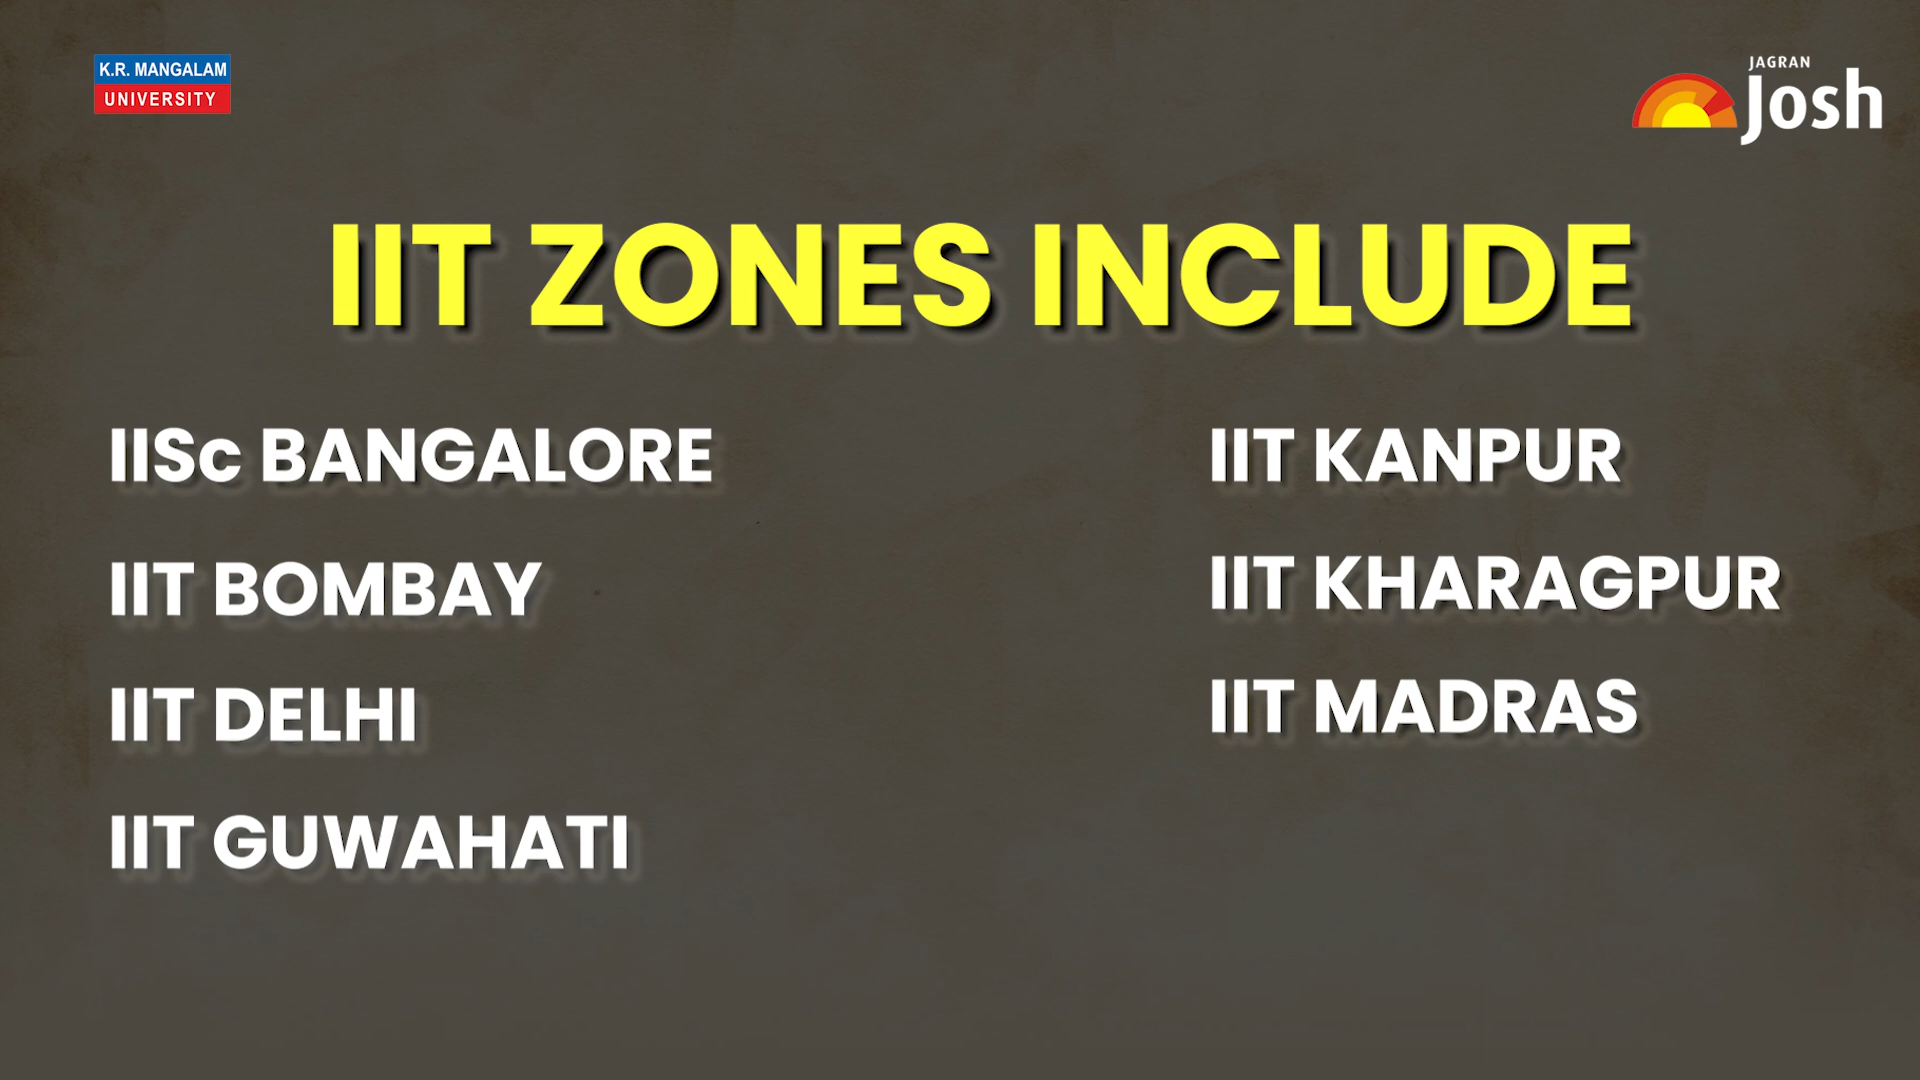 K.R. MANGALAM
UNIVERSITY
JAGRAN
Josh
IIT ZONES INCLUDE
IISc BANGALORE
IIT BOMBAY
IIT DELHI
IIT GUWAHATI
IIT KANPUR
IIT KHARAGPUR
IIT MADRAS